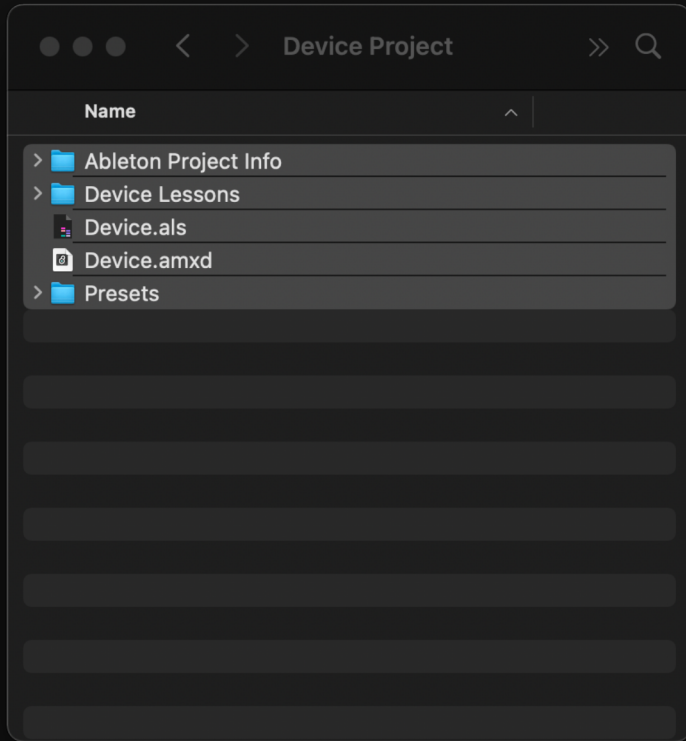 Device Project
Name
Ableton Project Info
Device Lessons
Device.als
Device.amxd
Presets